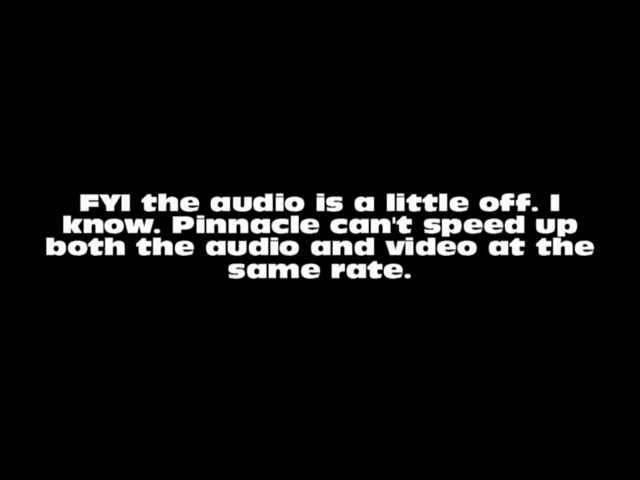 FYI the audio is a little off. I
know. Pinnacle can't speed up
both the audio and video at the
same rate.